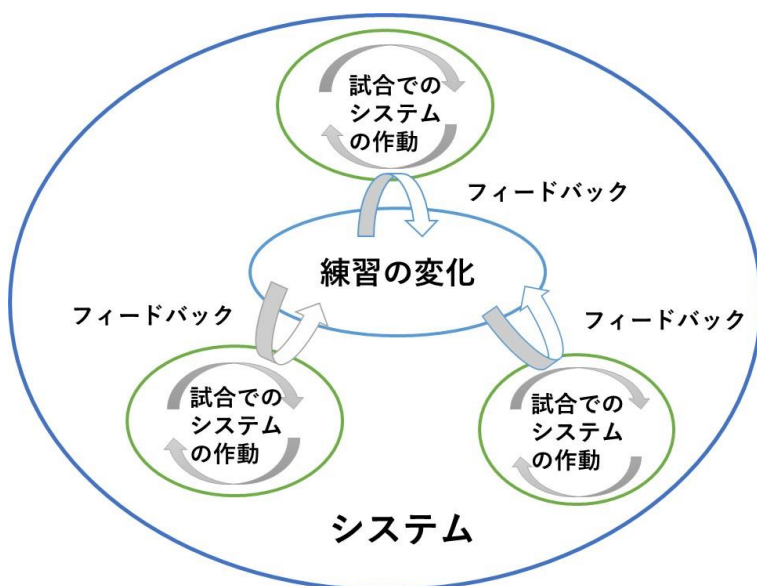 試合での
システム
の作動
フィードバック
練習の変化
フィードバック
フィードバック
試合での
システム
の作動
試合での
システム
の作動
システム